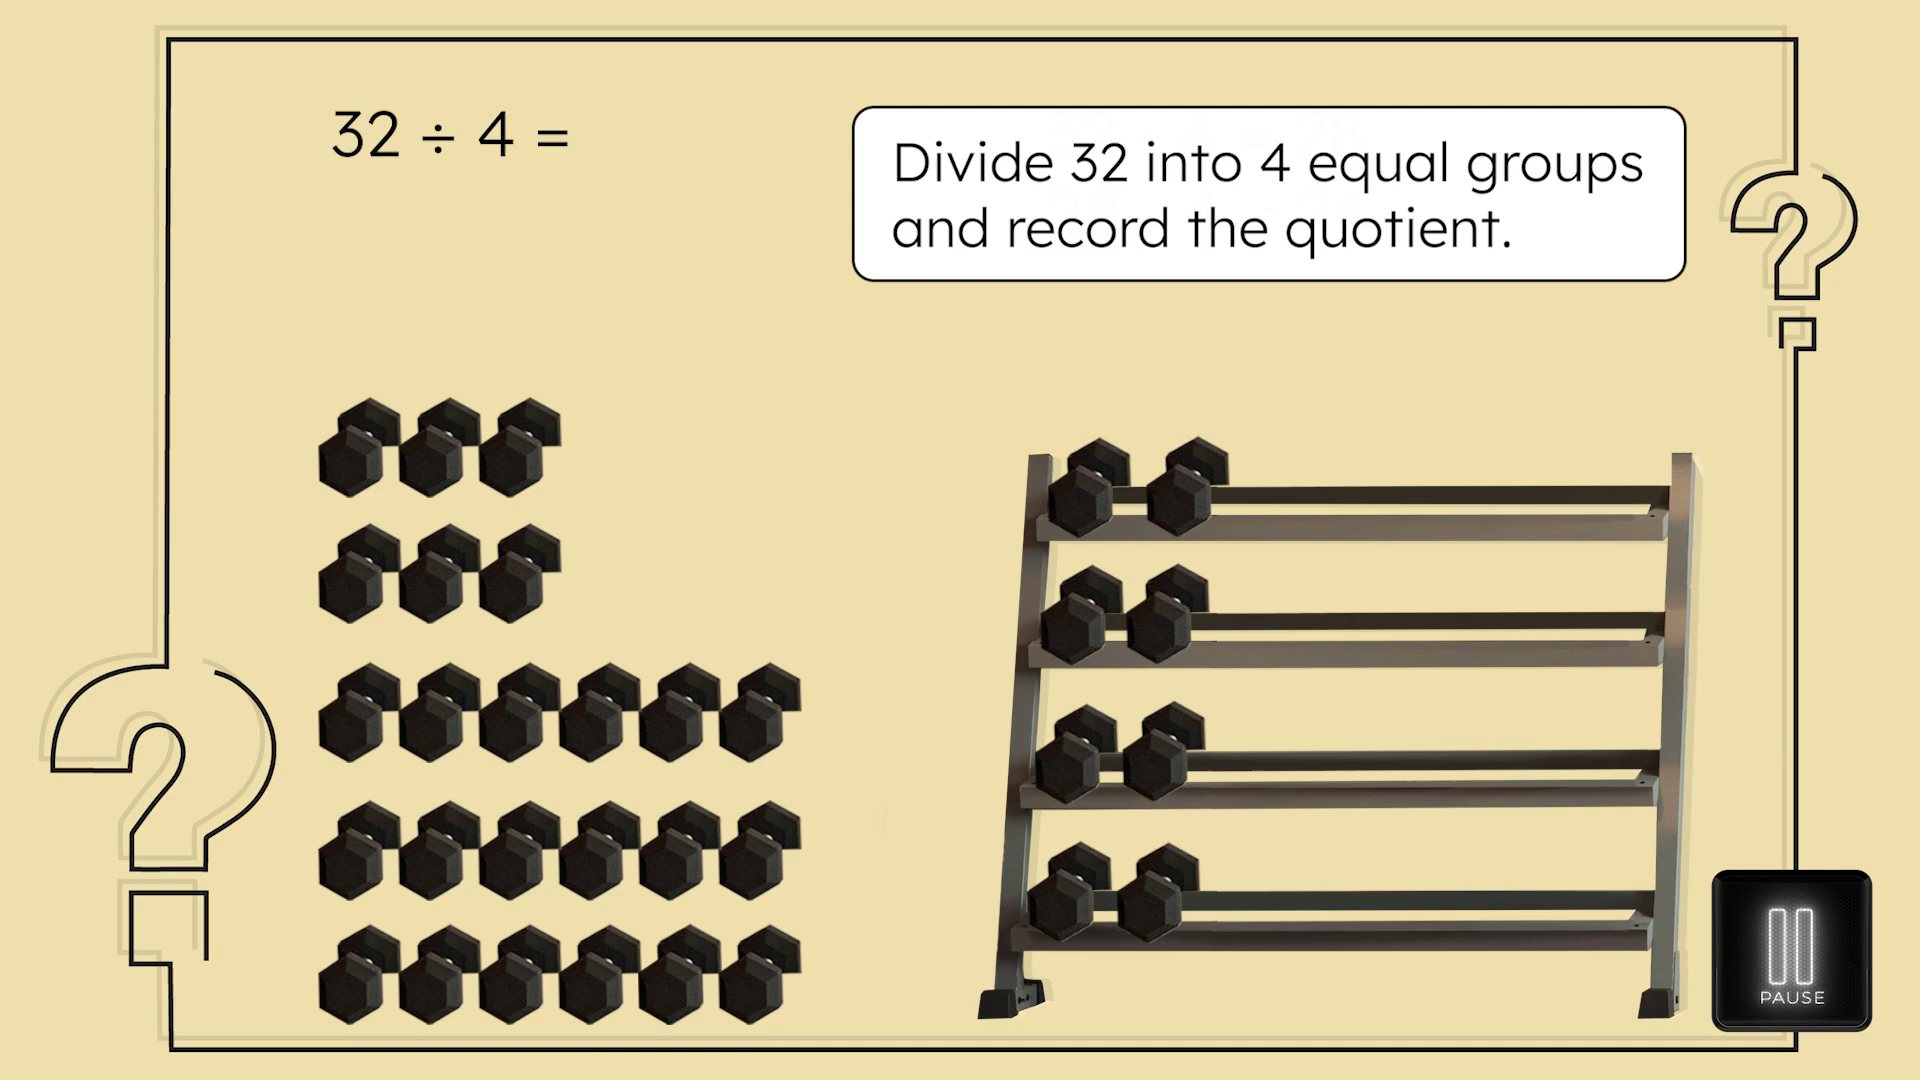 32 ÷ 4 =
Divide 32 into 4 equal groups
and record the quotient.
PAUSE